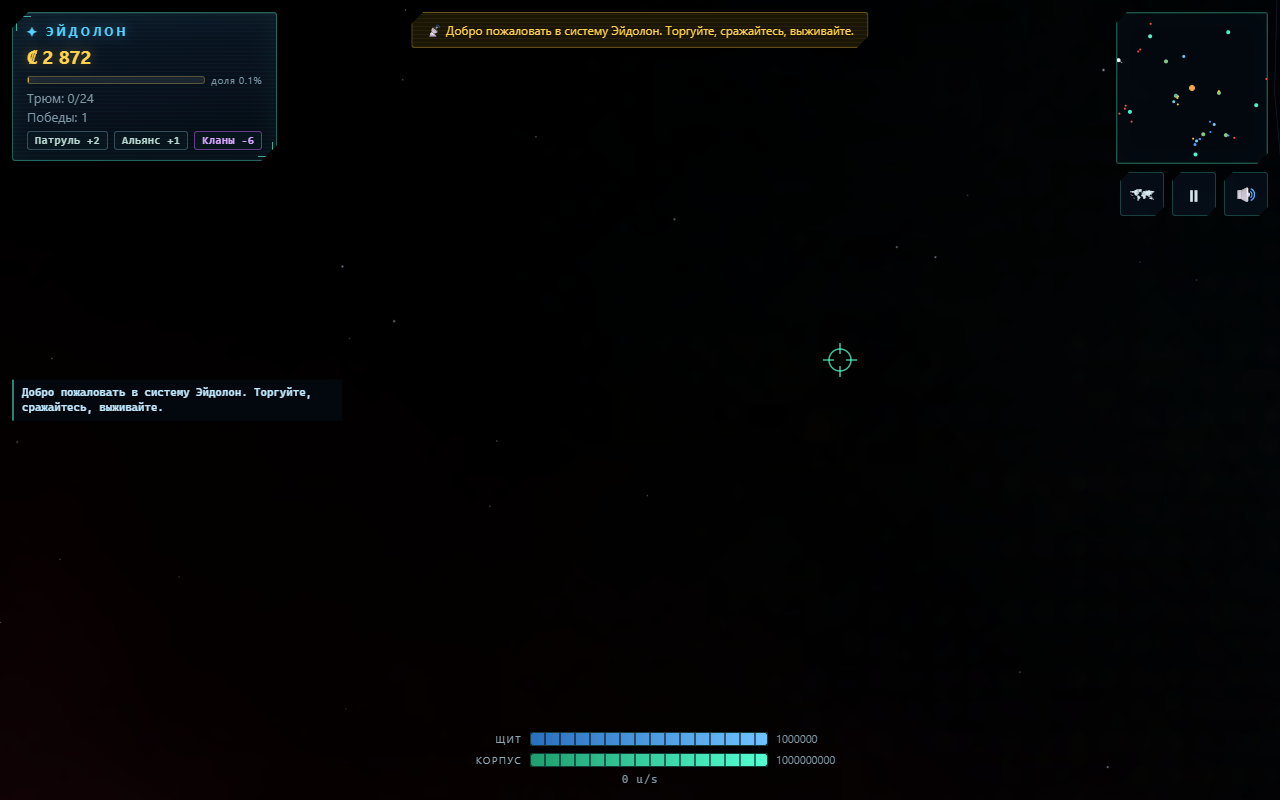 ✦ ЭЙДОЛОН
₡ 2 872
доля 0.1%
Трюм: 0/24
Победы: 1
Патруль +2 Альянс +1 Кланы -6
Добро пожаловать в систему Эйдолон. Торгуйте, сражайтесь, выживайте.
Добро пожаловать в систему Эйдолон. Торгуйте,
сражайтесь, выживайте.
ЩИТ 1000000
КОРПУС 1000000000
0 u/s